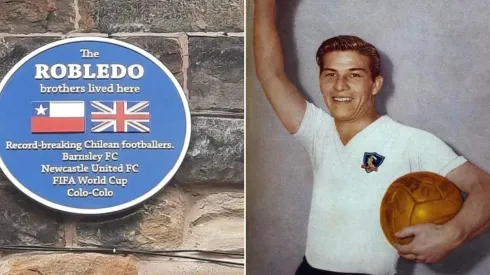 The
ROBLEDO
brothers lived here
Record-breaking Chilean footballers.
Barnsley FC
Newcastle United FC
FIFA World Cup
Colo-Colo